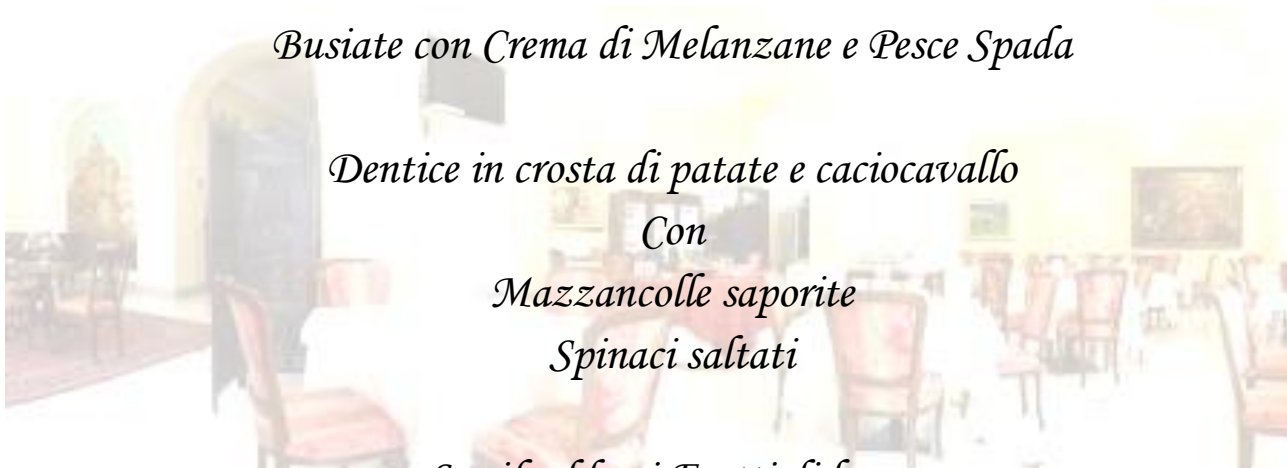 Busiate con Crema di Melanzane e Pesce Spada
Dentice in crosta di patate e caciocavallo
Con
Mazzancolle saporite
Spinaci saltati